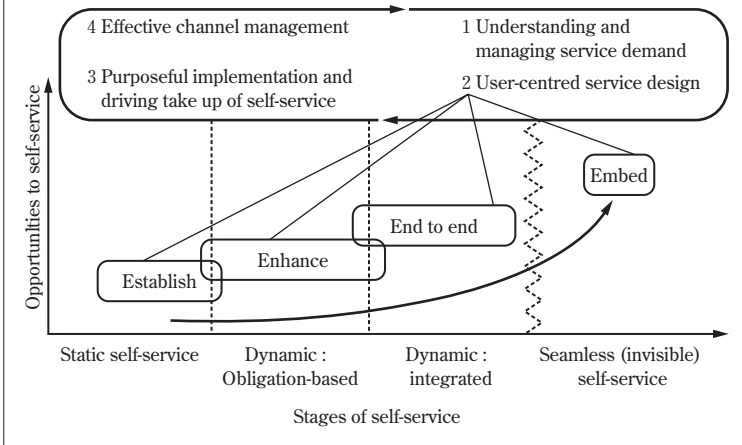 4 Effective channel management
1 Understanding and
managing service demand
3 Purposeful implementation and
driving take up of self-service
2 User-centred service design
Opportunities to self-service
Embed
End to end
Enhance
Establish
Static self-service
Dynamic :
Obligation-based
Dynamic :
integrated
Seamless (invisible)
self-service
Stages of self-service